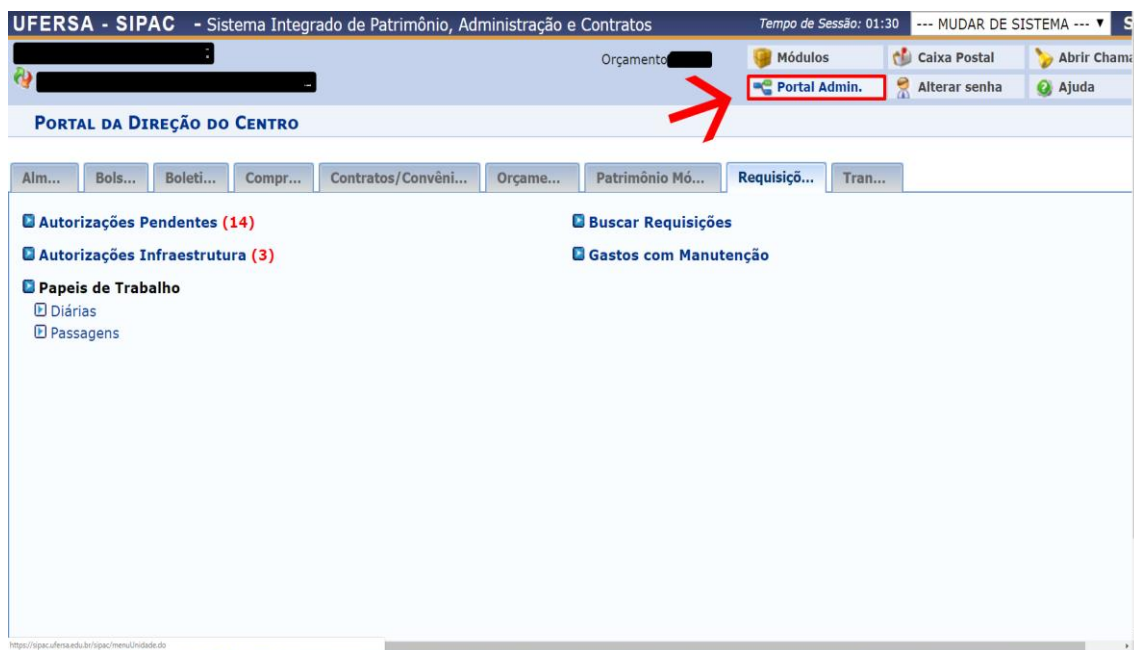 UFERSA - SIPAC - Sistema Integrado de Patrimônio, Administração e Contratos Tempo de Sessão: 01:30 --- MUDAR DE SISTEMA --- S
Orçamento Módulos Caixa Postal Abrir Chama
Portal Admin. Alterar senha Ajuda
PORTAL DA DIREÇÃO DO CENTRO
Alm... Bols... Boleti... Compr... Contratos/Convêni... Orçame... Patrimônio Mó... Requisiçõ... Tran...
Autorizações Pendentes (14) Buscar Requisições
Autorizações Infraestrutura (3) Gastos com Manutenção
Papeis de Trabalho
Diárias
Passagens
https://sipac.ufersa.edu.br/sipac/menuUnidade.do